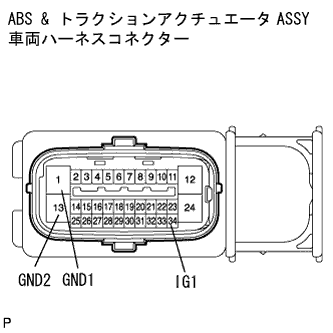 ABS & トラクションアクチュエータ ASSY
車両ハーネスコネクター
1 2 3 4 5 6 7 8 9 10 11 12
13 14 15 16 17 18 19 20 21 22 23 24
25 26 27 28 29 30 31 32 33 34
GND2 GND1 IG1
P